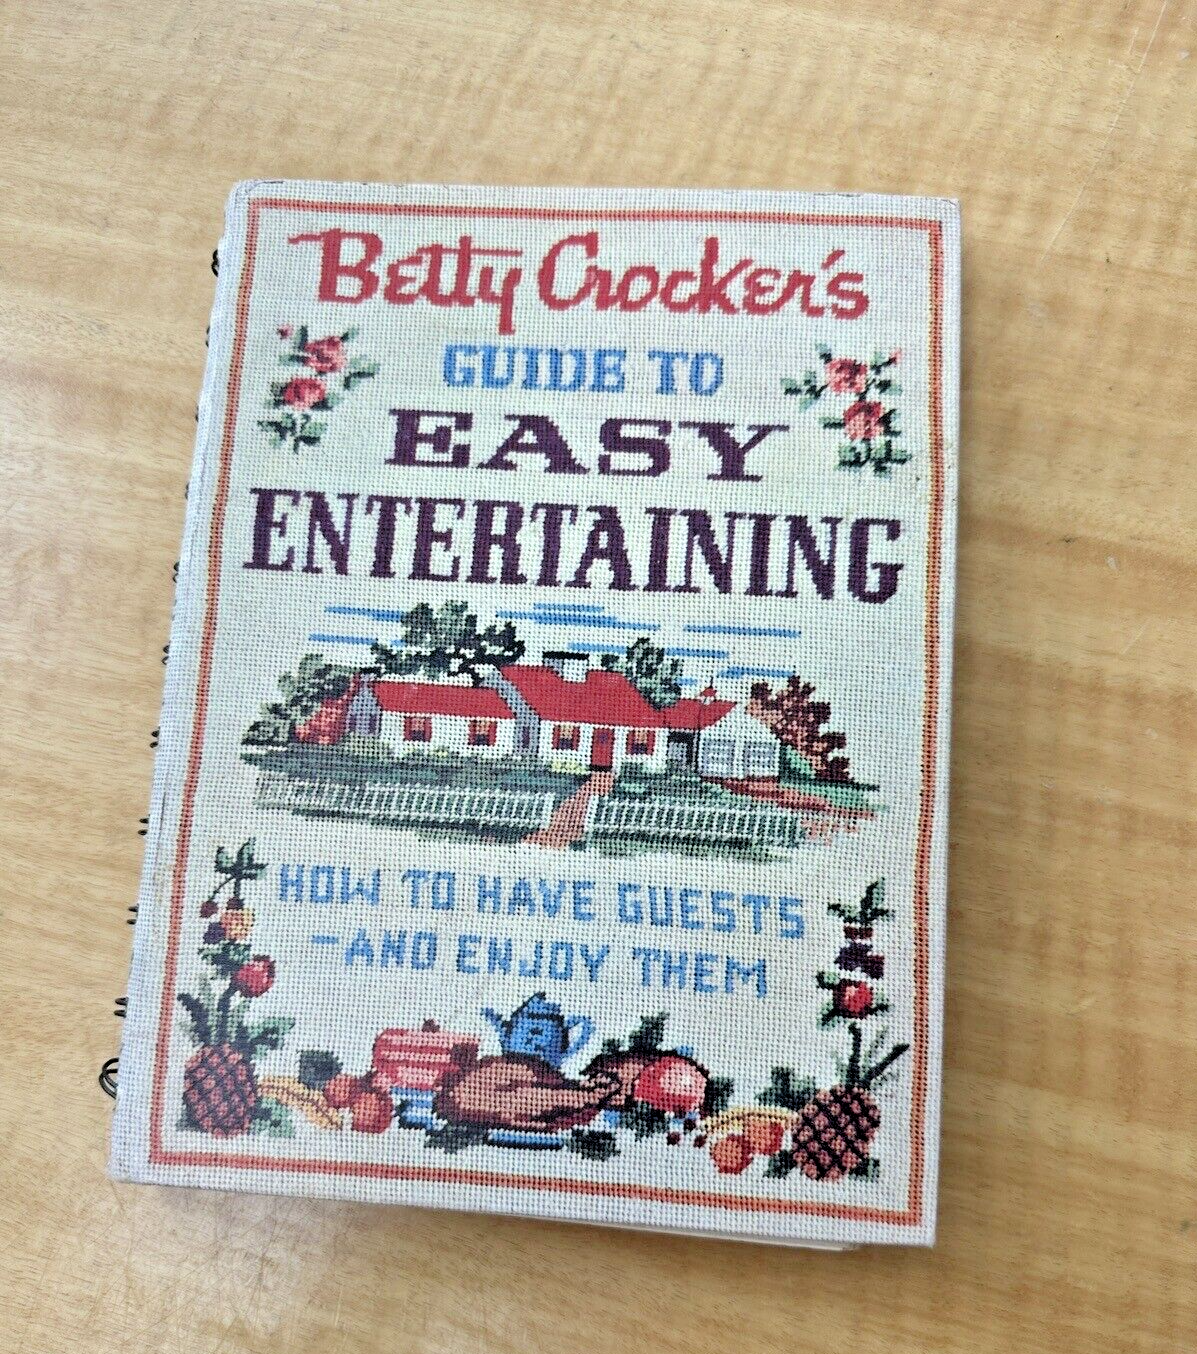 Betty Crocker's
GUIDE TO
EASY
ENTERTAINING
HOW TO HAVE GUESTS
—AND ENJOY THEM